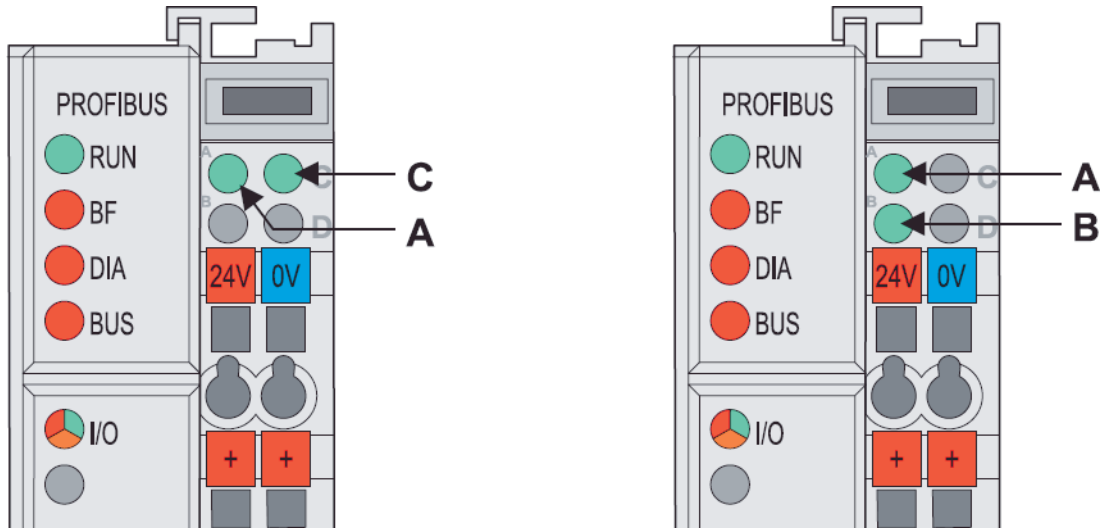 PROFIBUS
RUN
BF
DIA
BUS
I/O
A
C
B
D
24V 0V
+ +
C
A
PROFIBUS
RUN
BF
DIA
BUS
I/O
A
C
B
D
24V 0V
+ +
A
B